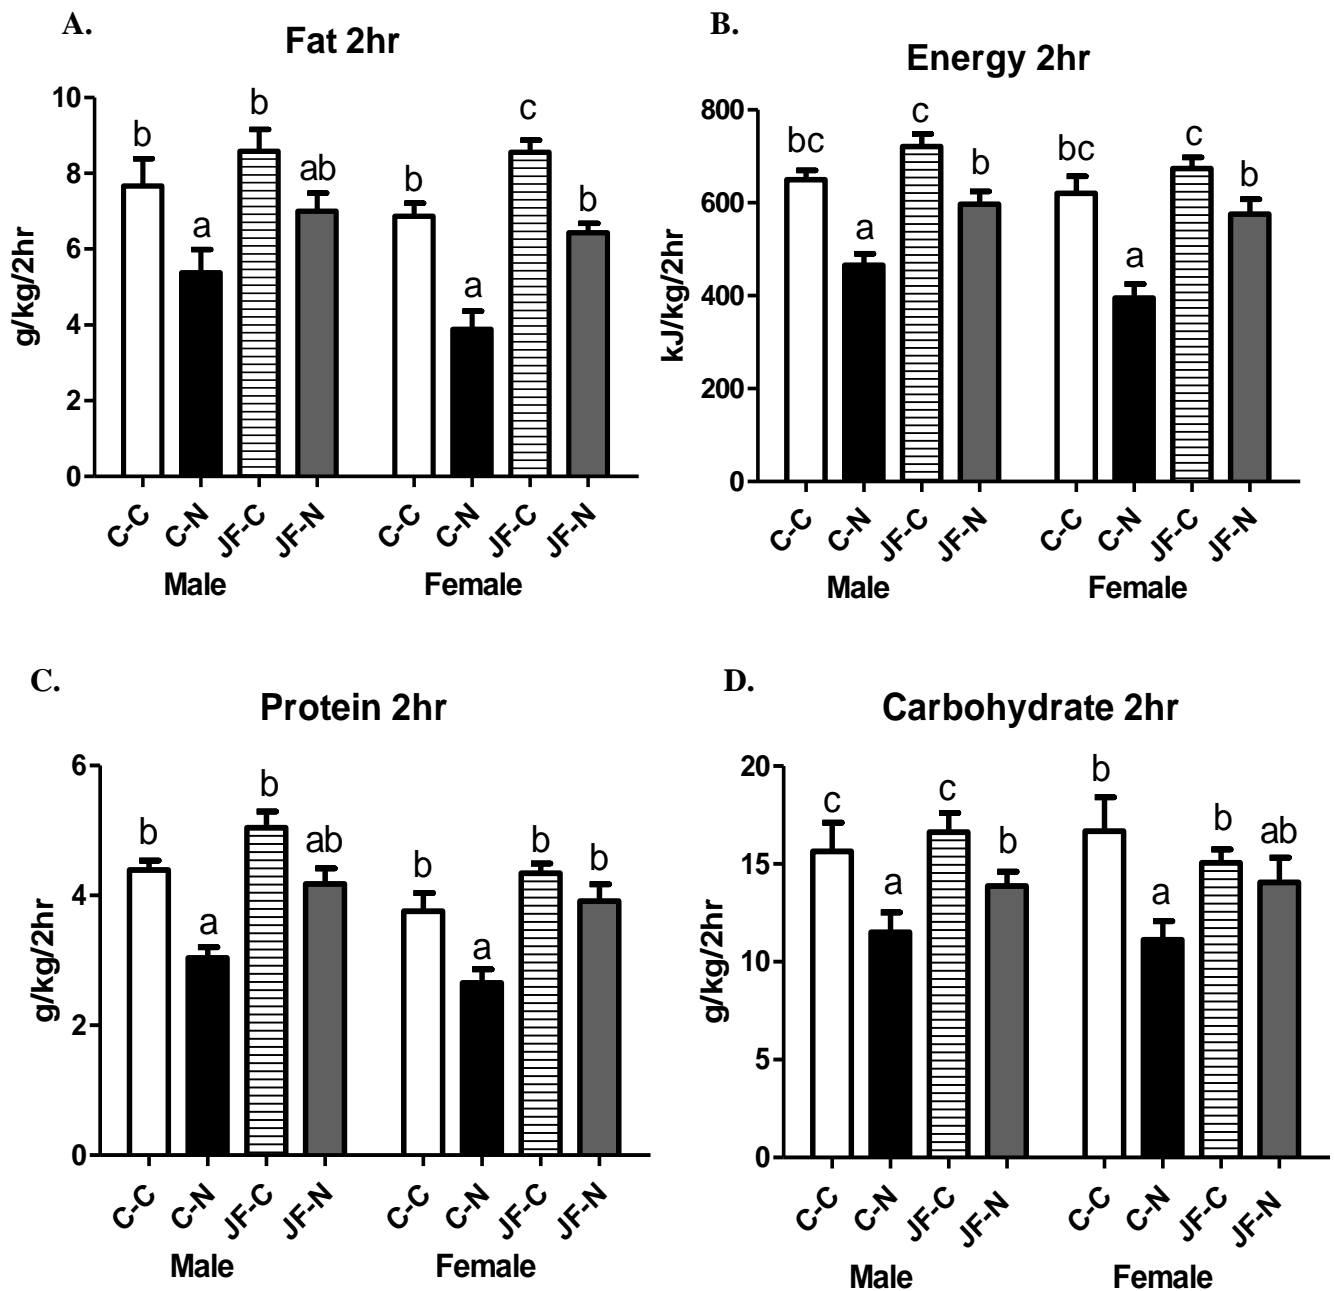 A.
Fat 2hr
g/kg/2hr
10
8
6
4
2
0
b
a
b
ab
b
a
c
b
C-C
C-N
JF-C
JF-N
C-C
C-N
JF-C
JF-N
Male
Female
B.
Energy 2hr
kJ/kg/2hr
800
600
400
200
0
bc
a
c
b
bc
a
c
b
C-C
C-N
JF-C
JF-N
C-C
C-N
JF-C
JF-N
Male
Female
C.
Protein 2hr
g/kg/2hr
6
4
2
0
b
a
b
ab
b
a
b
b
C-C
C-N
JF-C
JF-N
C-C
C-N
JF-C
JF-N
Male
Female
D.
Carbohydrate 2hr
g/kg/2hr
20
15
10
5
0
c
a
c
b
b
a
b
ab
C-C
C-N
JF-C
JF-N
C-C
C-N
JF-C
JF-N
Male
Female